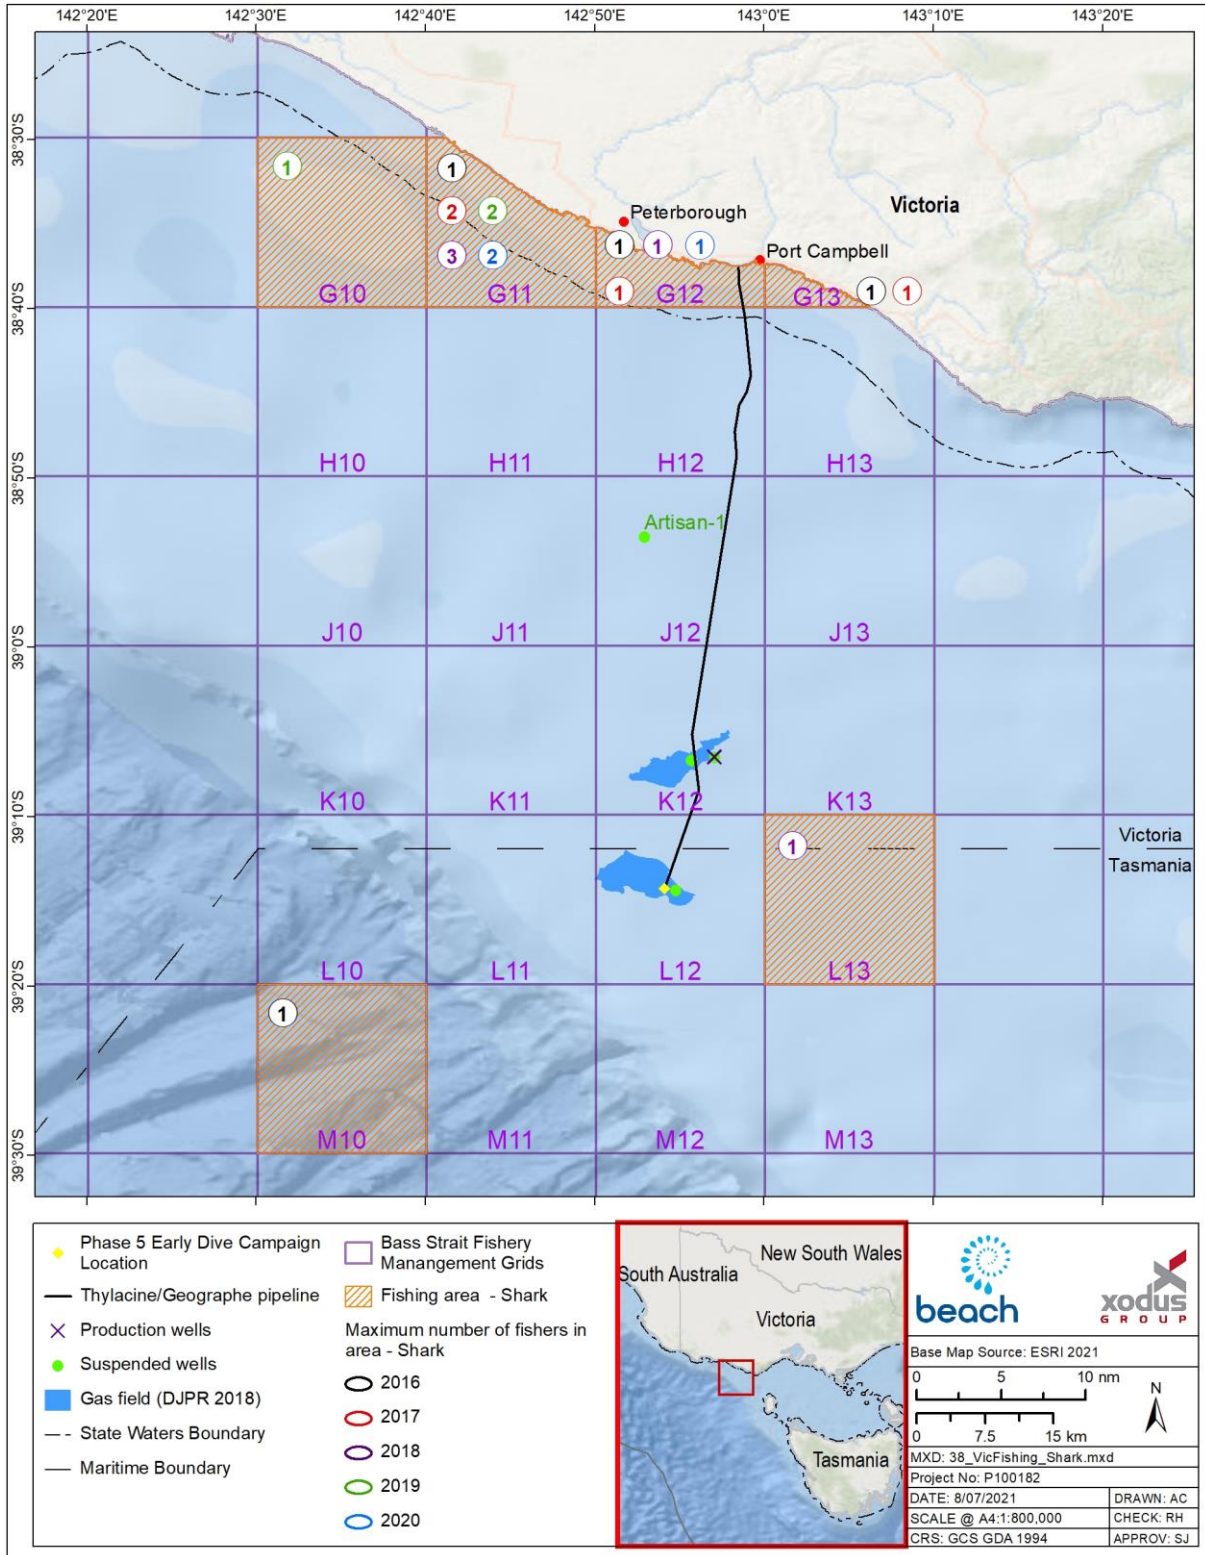 142°20'E 142°30'E 142°40'E 142°50'E 143°0'E 143°10'E 143°20'E
38°30'S
38°40'S
38°50'S
39°0'S
39°10'S
39°20'S
39°30'S
1
1
2 2
3 2
Peterborough
Victoria
1 1 1
Port Campbell
1
1 1
G10 G11 G12 G13
H10 H11 H12 H13
Artisan-1
J10 J11 J12 J13
K10 K11 K12 K13
1
Victoria
Tasmania
L10 L11 L12 L13
1
M10 M11 M12 M13
Phase 5 Early Dive Campaign
Location
Thylacine/Geographe pipeline
Production wells
Suspended wells
Gas field (DJPR 2018)
State Waters Boundary
Maritime Boundary
Bass Strait Fishery
Manangement Grids
Fishing area - Shark
Maximum number of fishers in
area - Shark
2016
2017
2018
2019
2020
New South Wales
South Australia
Victoria
Tasmania
beach
xodus
GROUP
Base Map Source: ESRI 2021
0 5 10 nm
0 7.5 15 km
N
MXD: 38_VicFishing_Shark.mxd
Project No: P100182
DATE: 8/07/2021 DRAWN: AC
SCALE @ A4:1:800,000 CHECK: RH
CRS: GCS GDA 1994 APPROV: SJ